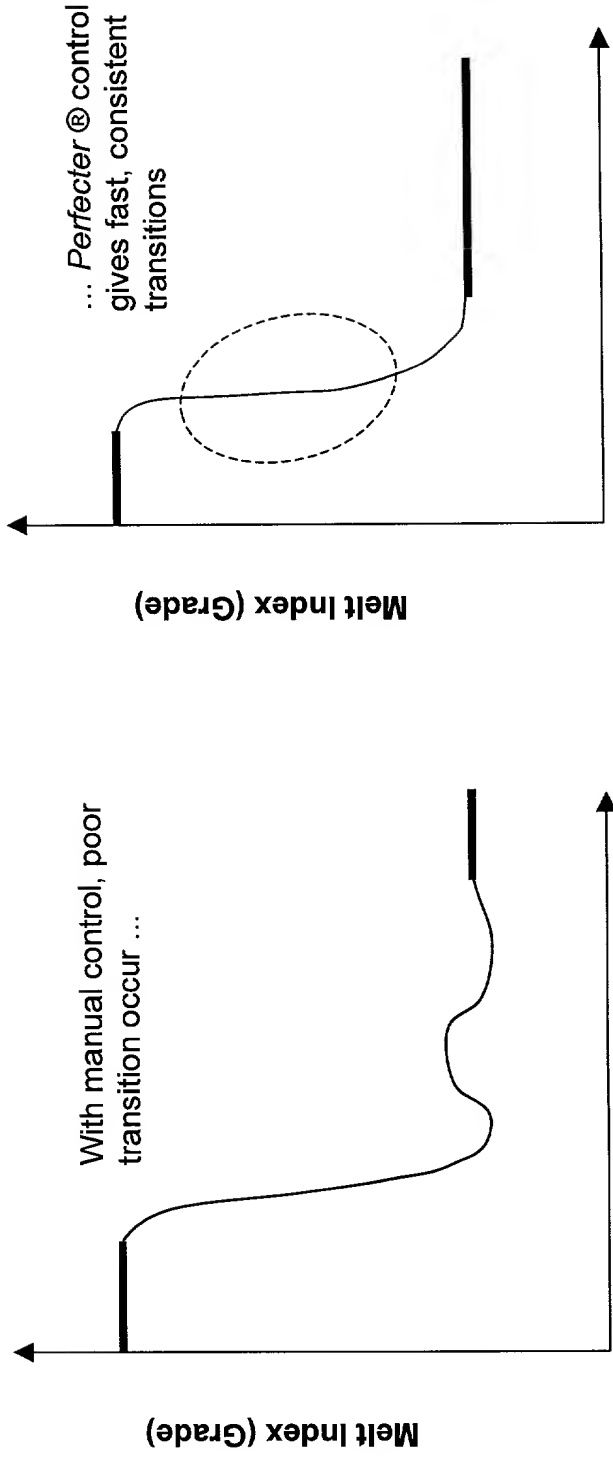 With manual control, poor
transition occur ...
Melt Index (Grade)
... Perfecter ® control
gives fast, consistent
transitions
Melt Index (Grade)